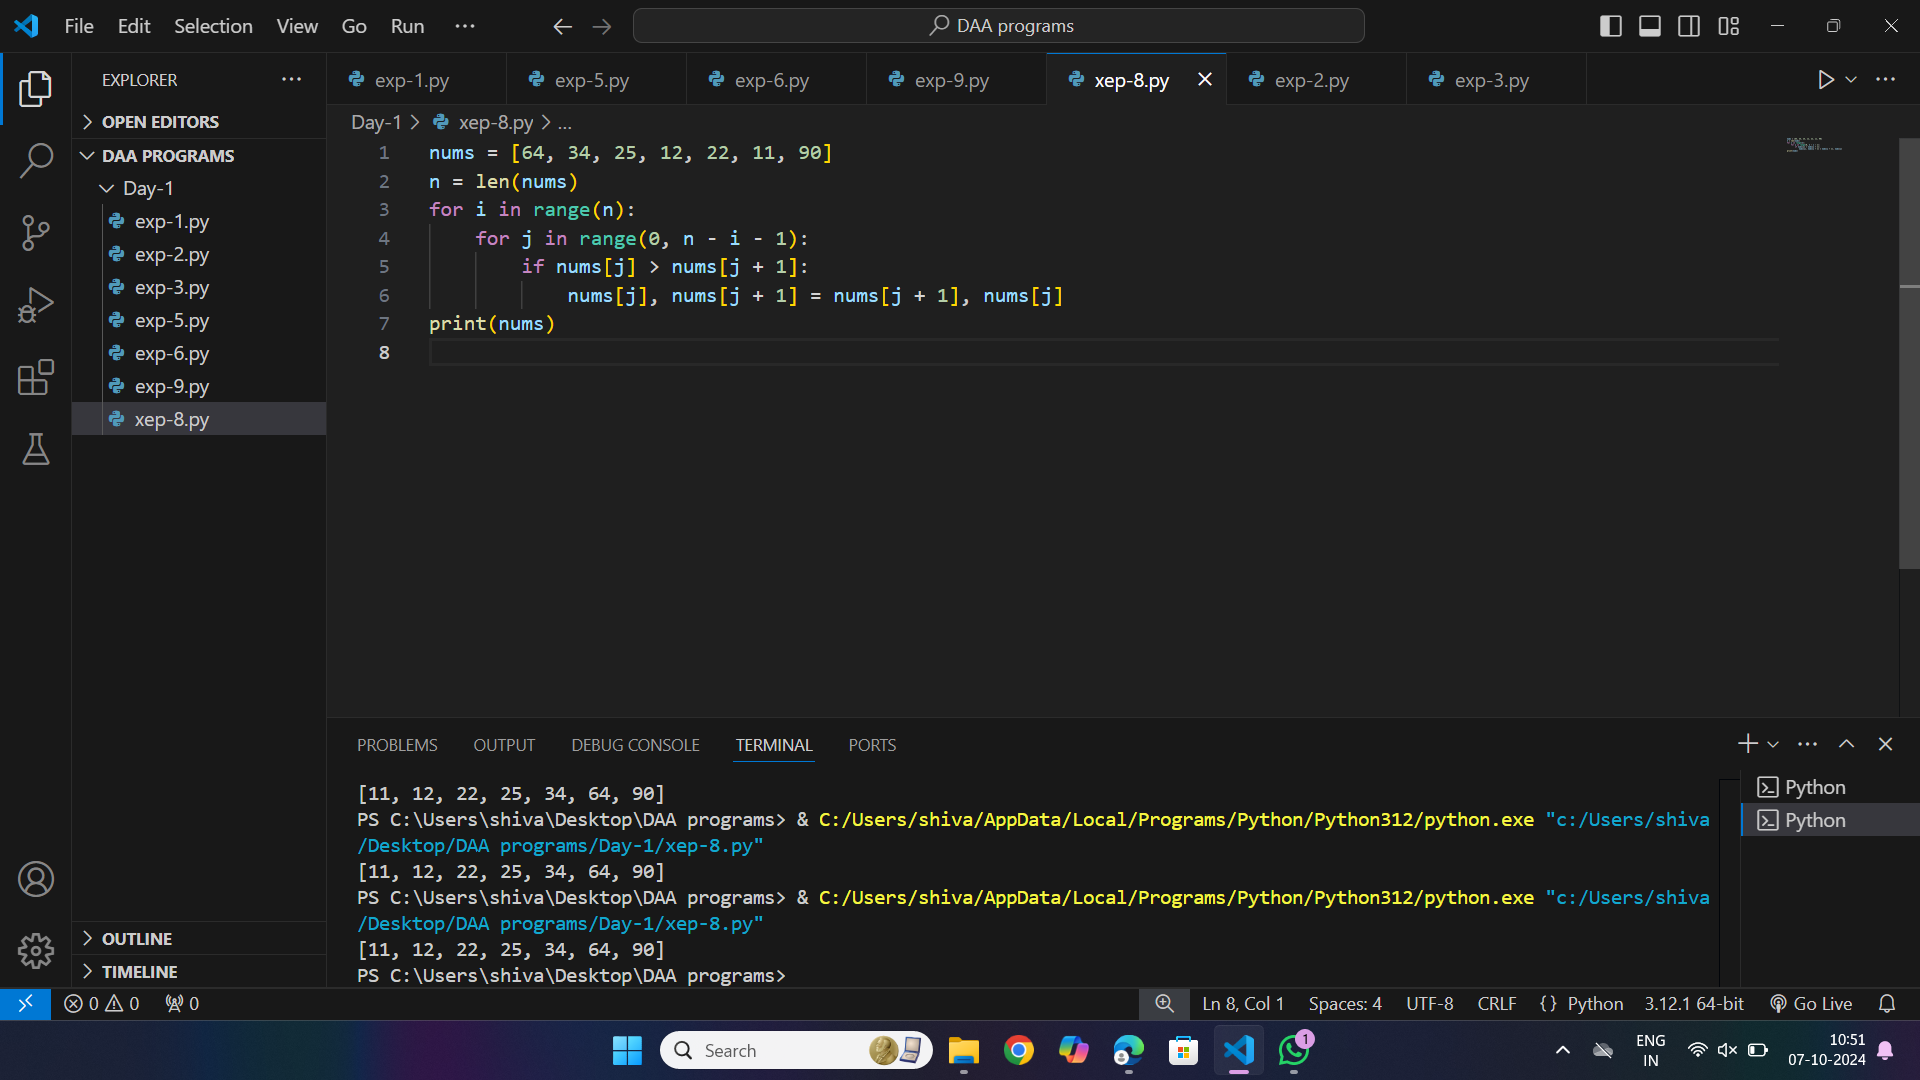 File Edit Selection View Go Run ...
DAA programs
EXPLORER ...
OPEN EDITORS
DAA PROGRAMS
Day-1
exp-1.py
exp-2.py
exp-3.py
exp-5.py
exp-6.py
exp-9.py
xep-8.py
OUTLINE
TIMELINE
exp-1.py exp-5.py exp-6.py exp-9.py xep-8.py exp-2.py exp-3.py
Day-1 > xep-8.py > ...
1 nums = [64, 34, 25, 12, 22, 11, 90]
2 n = len(nums)
3 for i in range(n):
4     for j in range(0, n - i - 1):
5         if nums[j] > nums[j + 1]:
6             nums[j], nums[j + 1] = nums[j + 1], nums[j]
7 print(nums)
8
PROBLEMS OUTPUT DEBUG CONSOLE TERMINAL PORTS
[11, 12, 22, 25, 34, 64, 90]
PS C:\Users\shiva\Desktop\DAA programs> & C:/Users/shiva/AppData/Local/Programs/Python/Python312/python.exe "c:/Users/shiva
/Desktop/DAA programs/Day-1/xep-8.py"
[11, 12, 22, 25, 34, 64, 90]
PS C:\Users\shiva\Desktop\DAA programs> & C:/Users/shiva/AppData/Local/Programs/Python/Python312/python.exe "c:/Users/shiva
/Desktop/DAA programs/Day-1/xep-8.py"
[11, 12, 22, 25, 34, 64, 90]
PS C:\Users\shiva\Desktop\DAA programs>
Python
Python
0 0 0 Ln 8, Col 1 Spaces: 4 UTF-8 CRLF {} Python 3.12.1 64-bit Go Live
Search
1
ENG
IN
10:51
07-10-2024